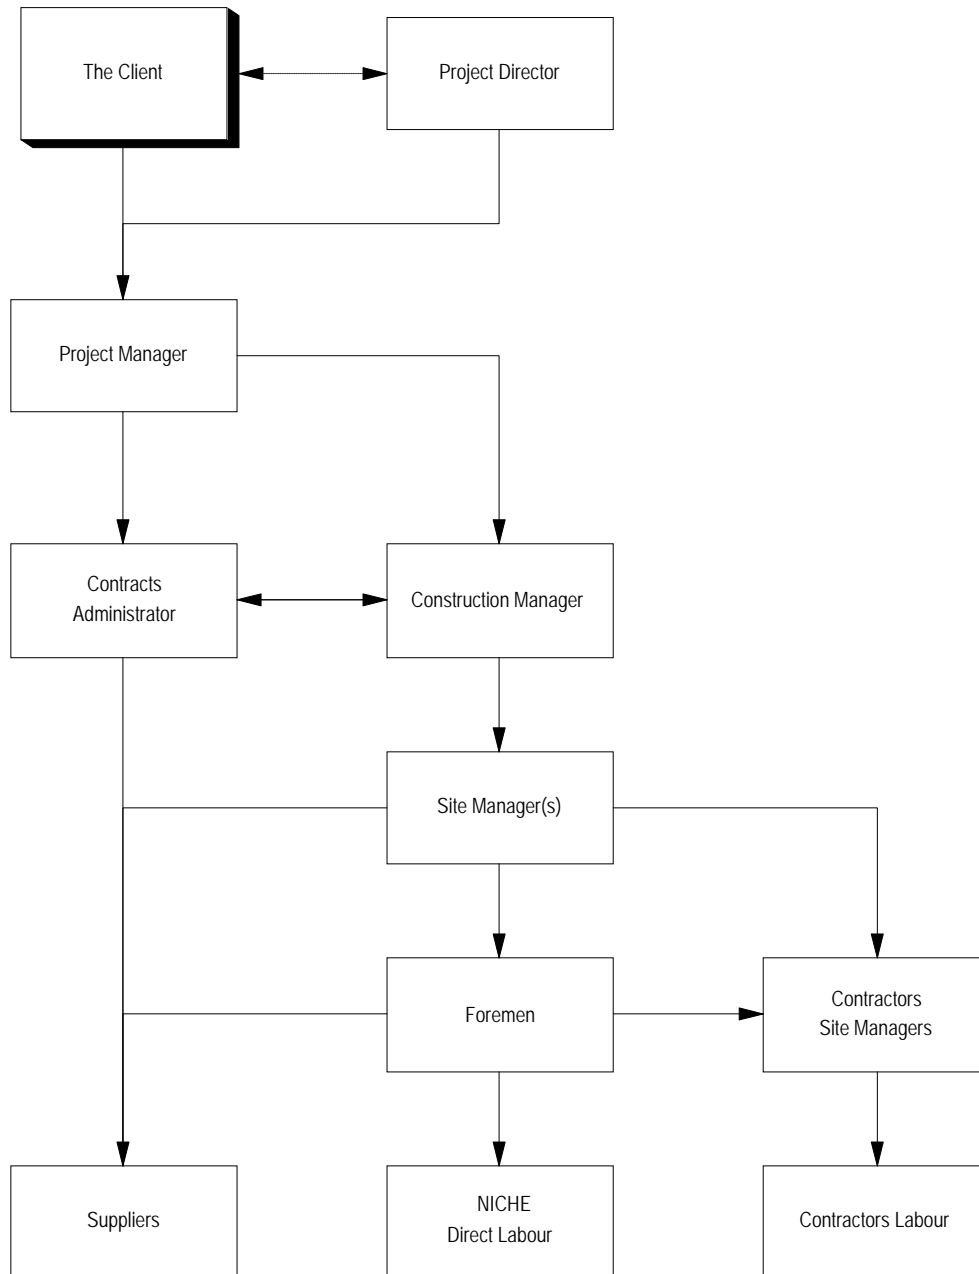 The Client
Project Director
Project Manager
Contracts
Administrator
Construction Manager
Site Manager(s)
Foremen
Contractors
Site Managers
Suppliers
NICHE
Direct Labour
Contractors Labour